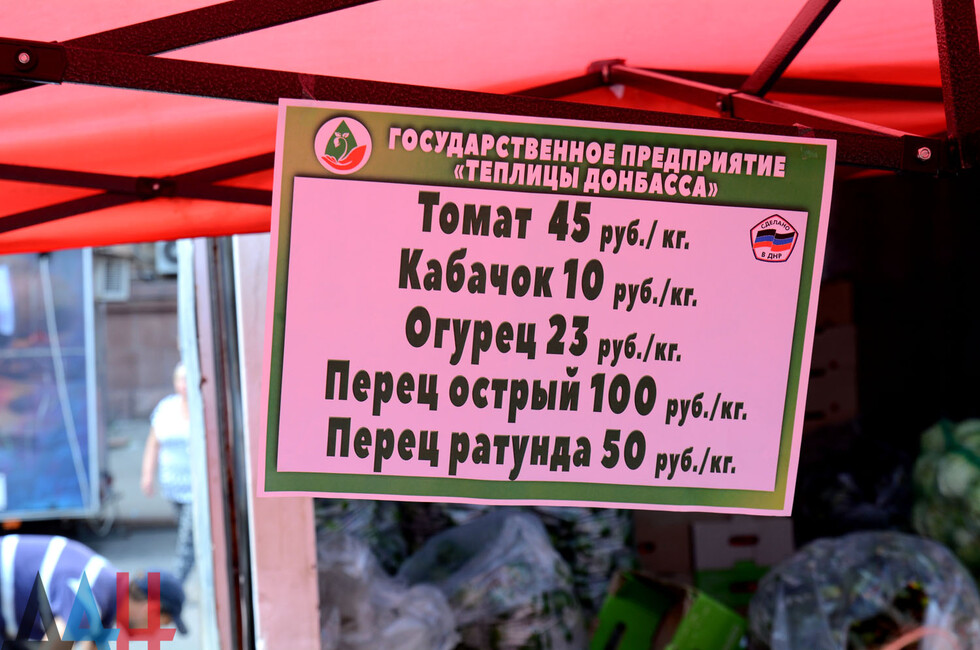 ГОСУДАРСТВЕННОЕ ПРЕДПРИЯТИЕ
«ТЕПЛИЦЫ ДОНБАССА»
СДЕЛАНО
В ДНР
Томат 45 руб./ кг.
Кабачок 10 руб./кг.
Огурец 23 руб./кг.
Перец острый 100 руб./кг.
Перец ратунда 50 руб./кг.
ДАН